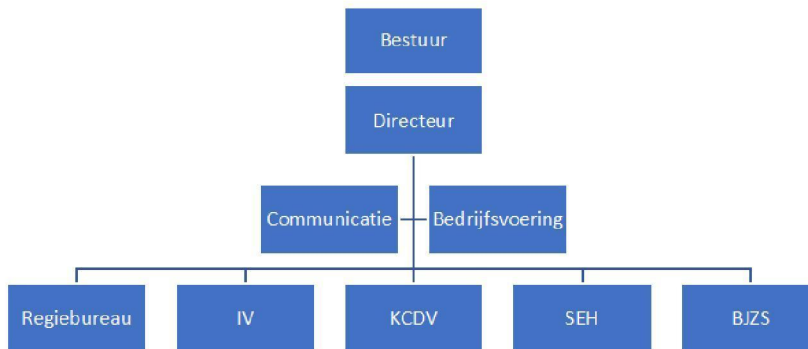 Bestuur
Directeur
Communicatie
Bedrijfsvoering
Regiebureau
IV
KCDV
SEH
BJZS